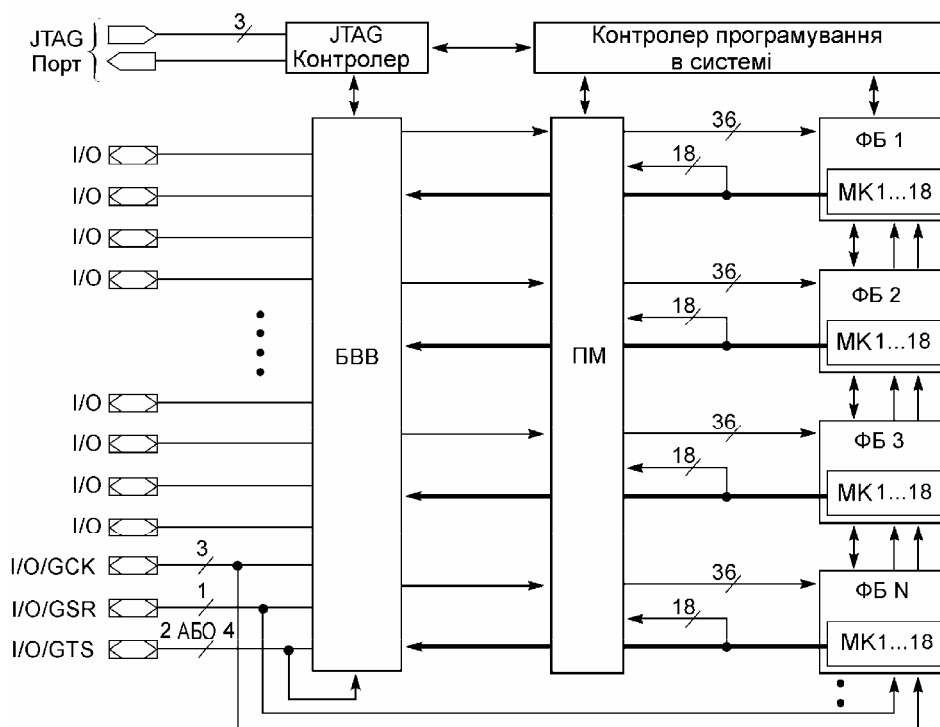 JTAG
Порт
3
JTAG
Контролер
Контролер програмування
в системі
I/O
I/O
I/O
I/O
I/O
I/O
I/O
I/O
I/O/GCK
3
I/O/GSR
1
I/O/GTS
2 АБО 4
БВВ
ПМ
36
18
ФБ 1
МК1...18
36
18
ФБ 2
МК1...18
36
18
ФБ 3
МК1...18
36
18
ФБ N
МК1...18